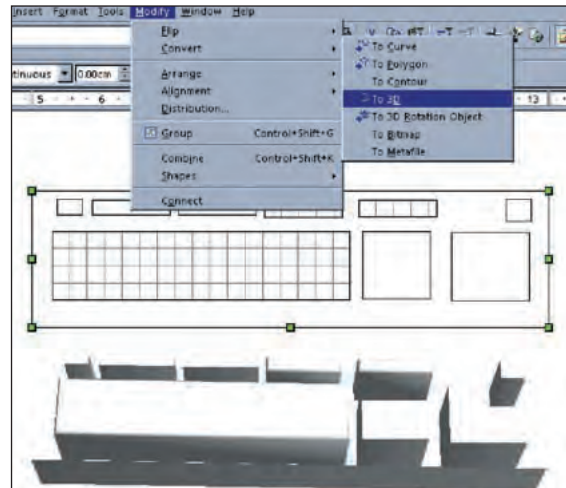 Insert Format Tools Modify Window Help
Flip
Convert
Arrange
Alignment
Distribution...
Group Control+Shift+G
Combine Control+Shift+K
Shapes
Connect
To Curve
To Polygon
To Contour
To 3D
To 3D Rotation Object
To Bitmap
To Metafile
tinuous 0.00cm
5 6 13